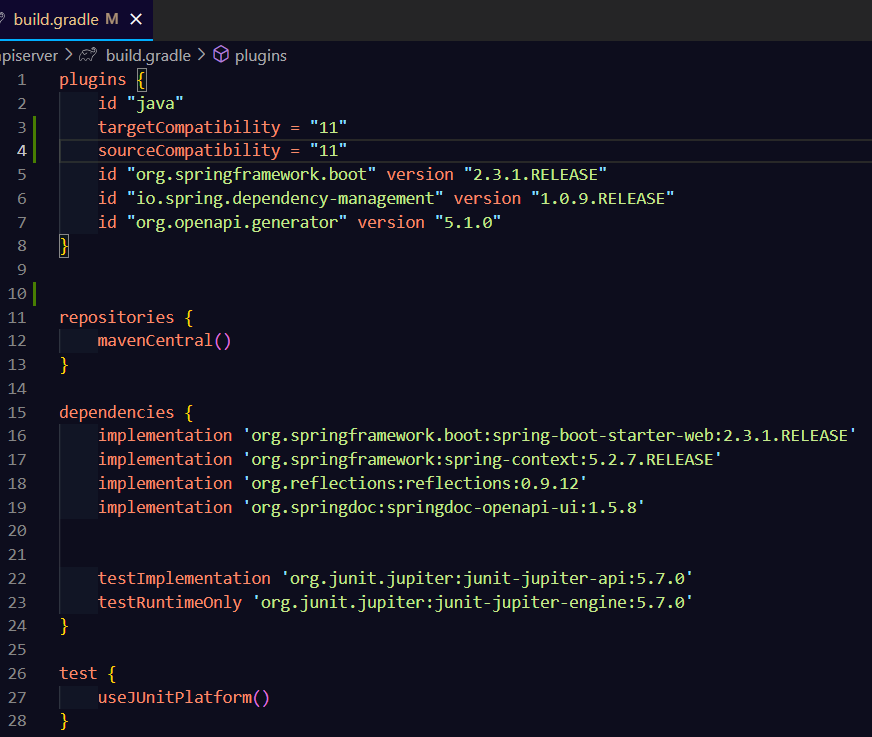 build.gradle M
apiserver > build.gradle > plugins
1 plugins {
2 id "java"
3 targetCompatibility = "11"
4 sourceCompatibility = "11"
5 id "org.springframework.boot" version "2.3.1.RELEASE"
6 id "io.spring.dependency-management" version "1.0.9.RELEASE"
7 id "org.openapi.generator" version "5.1.0"
8 }
9
10
11 repositories {
12 mavenCentral()
13 }
14
15 dependencies {
16 implementation 'org.springframework.boot:spring-boot-starter-web:2.3.1.RELEASE'
17 implementation 'org.springframework:spring-context:5.2.7.RELEASE'
18 implementation 'org.reflections:reflections:0.9.12'
19 implementation 'org.springdoc:springdoc-openapi-ui:1.5.8'
20
21
22 testImplementation 'org.junit.jupiter:junit-jupiter-api:5.7.0'
23 testRuntimeOnly 'org.junit.jupiter:junit-jupiter-engine:5.7.0'
24 }
25
26 test {
27 useJUnitPlatform()
28 }